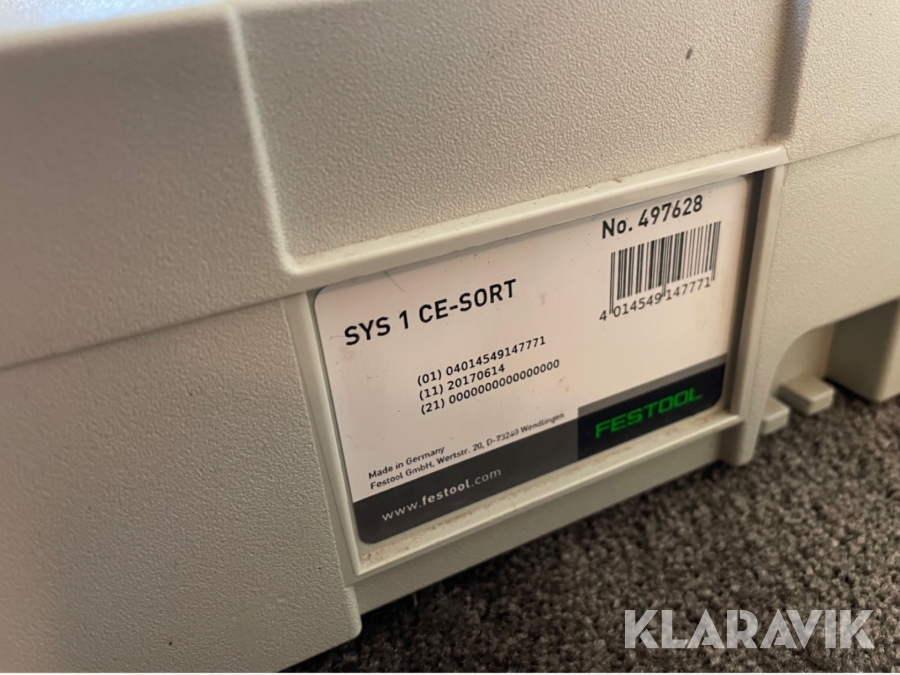 No. 497628
4 014549 147771
SYS 1 CE-SORT
(01) 04014549147771
(11) 20170614
(21) 0000000000000000
Made in Germany
Festool GmbH, Wertstr. 20, D-73240 Wendlingen
www.festool.com
FESTOOL
KLARAVIK